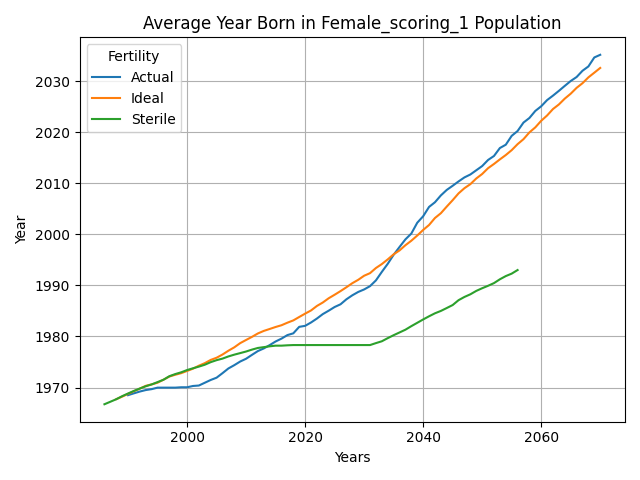 Average Year Born in Female_scoring_1 Population
Fertility
Actual
Ideal
Sterile
2030
2020
2010
2000
1990
1980
1970
Year
2000
2020
2040
2060
Years